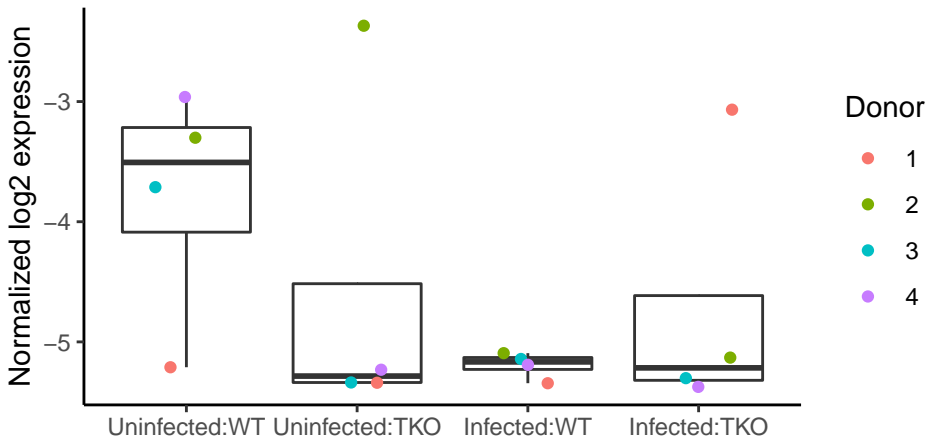 Normalized log2 expression
−3
−4
−5
Uninfected:WT
Uninfected:TKO
Infected:WT
Infected:TKO
Donor
1
2
3
4